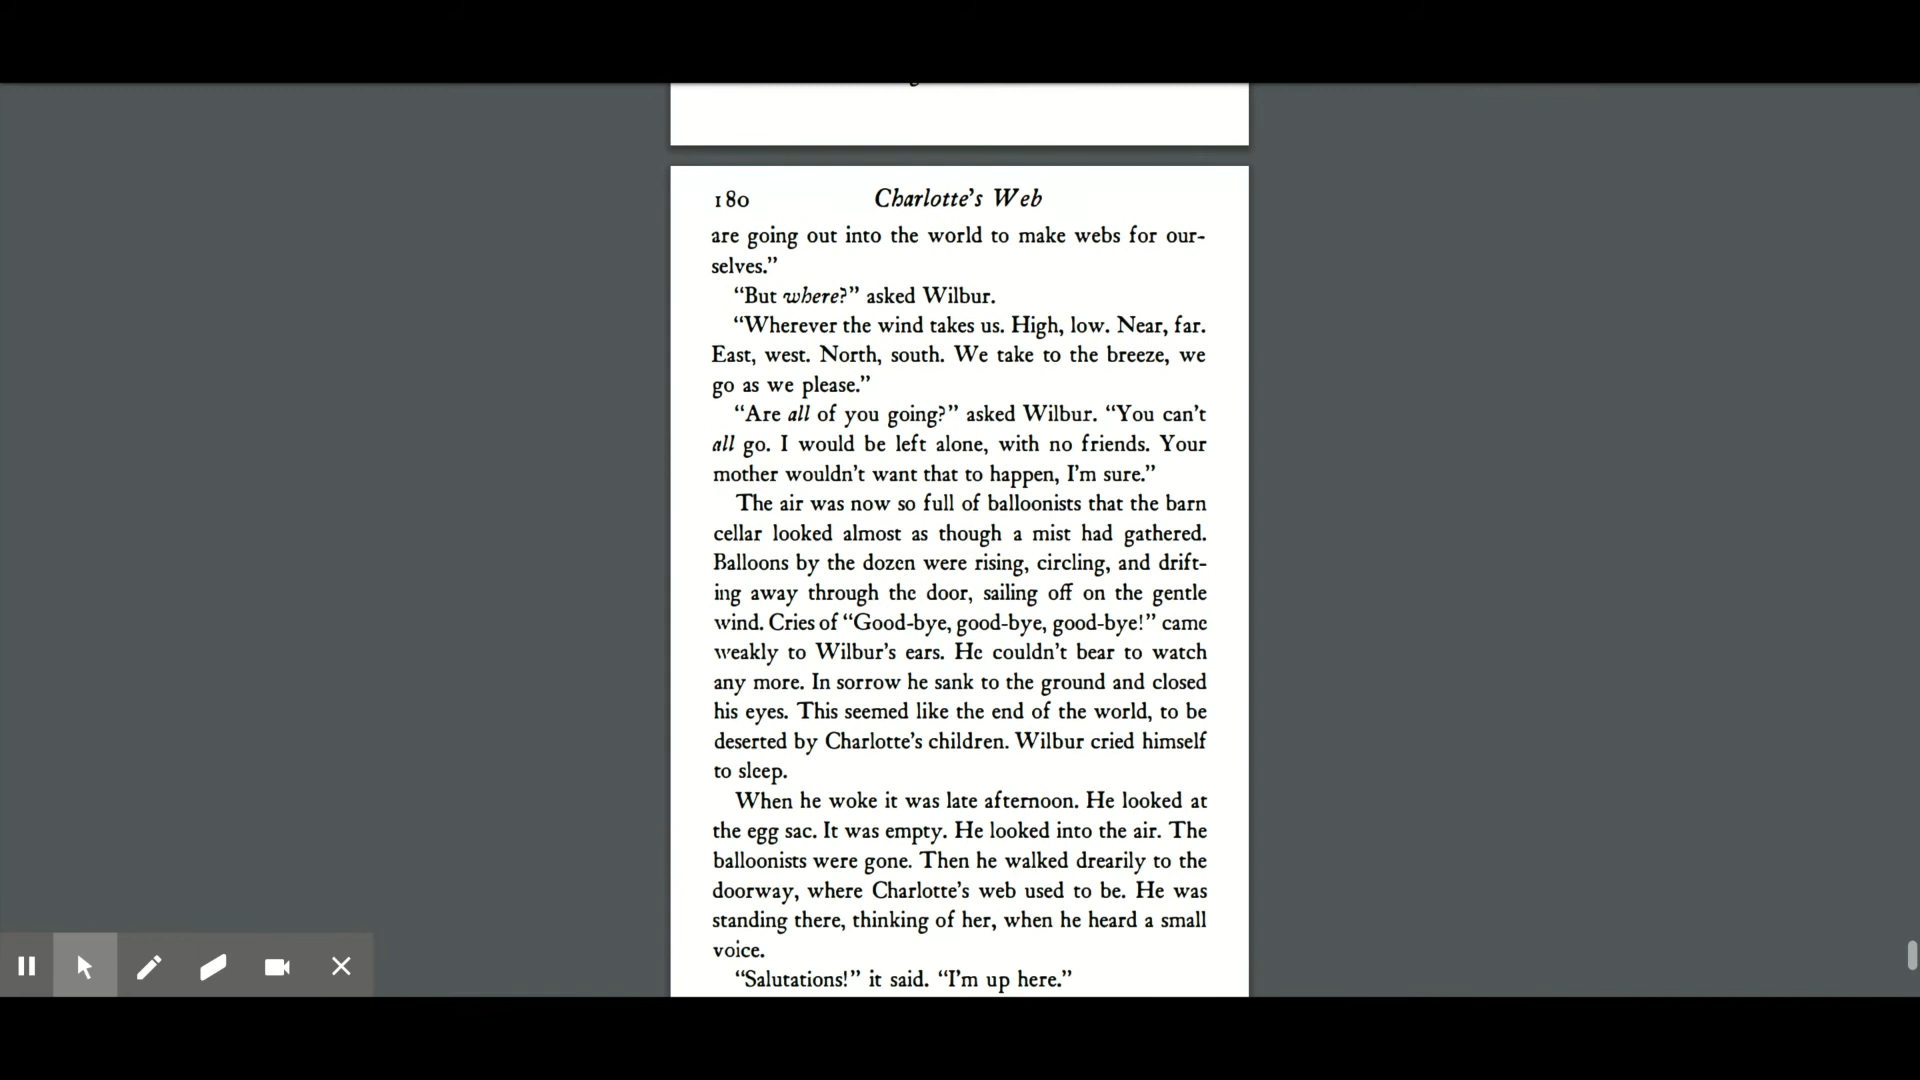 180 Charlotte's Web
are going out into the world to make webs for our-
selves.”
“But where?” asked Wilbur.
“Wherever the wind takes us. High, low. Near, far.
East, west. North, south. We take to the breeze, we
go as we please.”
“Are all of you going?” asked Wilbur. “You can't
all go. I would be left alone, with no friends. Your
mother wouldn't want that to happen, I'm sure.”
The air was now so full of balloonists that the barn
cellar looked almost as though a mist had gathered.
Balloons by the dozen were rising, circling, and drift-
ing away through the door, sailing off on the gentle
wind. Cries of “Good-bye, good-bye, good-bye!” came
weakly to Wilbur's ears. He couldn't bear to watch
any more. In sorrow he sank to the ground and closed
his eyes. This seemed like the end of the world, to be
deserted by Charlotte's children. Wilbur cried himself
to sleep.
When he woke it was late afternoon. He looked at
the egg sac. It was empty. He looked into the air. The
balloonists were gone. Then he walked drearily to the
doorway, where Charlotte's web used to be. He was
standing there, thinking of her, when he heard a small
voice.
“Salutations!” it said. “I'm up here.”